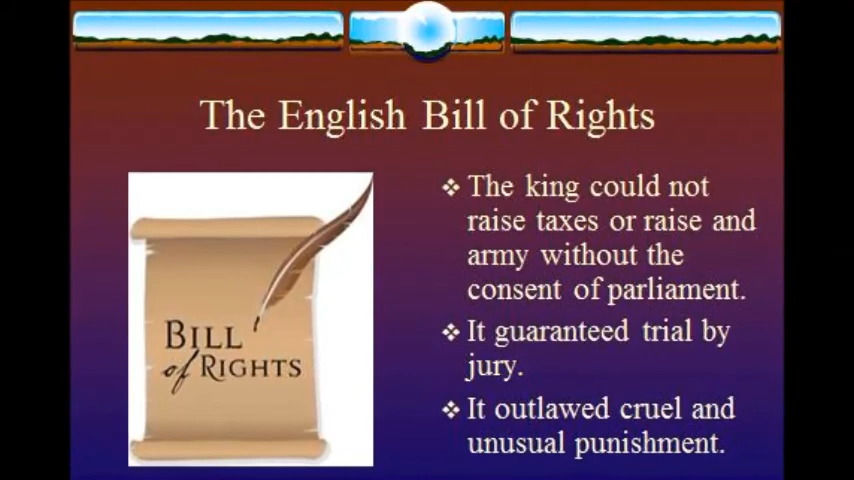 The English Bill of Rights
BILL
of RIGHTS
❖ The king could not
raise taxes or raise and
army without the
consent of parliament.
❖ It guaranteed trial by
jury.
❖ It outlawed cruel and
unusual punishment.